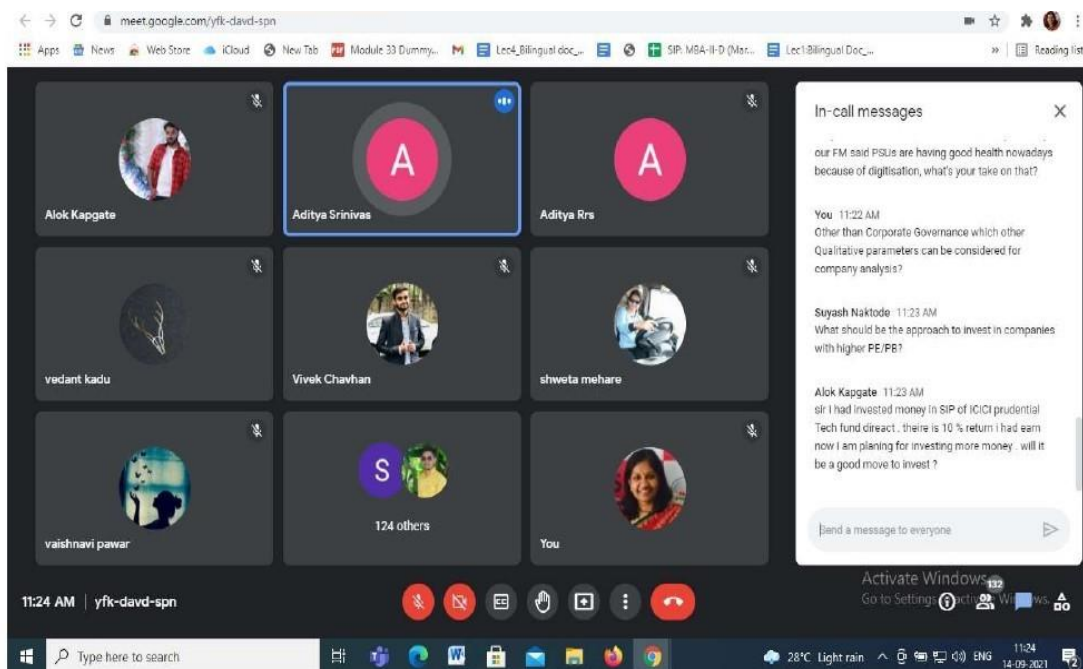 meet.google.com/yfk-davd-spn
Apps News Web Store iCloud New Tab Module 33 Dummy... Lec4_Bilingual doc_... SIP: MBA-II-D (Mar... Lec1:Bilingual Doc_... » Reading list
Alok Kapgate
A
Aditya Srinivas
A
Aditya Rrs
vedant kadu
Vivek Chavhan
shweta mehare
vaishnavi pawar
S
124 others
You
In-call messages
our FM said PSUs are having good health nowadays
because of digitisation, what's your take on that?
You 11:22 AM
Other than Corporate Governance which other
Qualitative parameters can be considered for
company analysis?
Suyash Naktode 11:23 AM
What should be the approach to invest in companies
with higher PE/PB?
Alok Kapgate 11:23 AM
sir I had invested money in SIP of ICICI prudential
Tech fund direact . theire is 10 % return i had earn
now I am planing for investing more money . will it
be a good move to invest ?
Send a message to everyone
Activate Windows
Go to Settings
132
11:24 AM | yfk-davd-spn
Type here to search
28°C Light rain ENG 11:24
14-09-2021